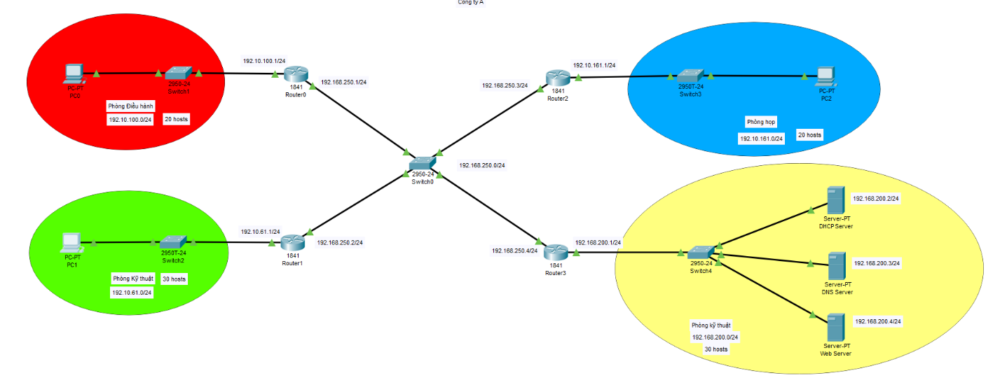 Công ty A
192.10.100.1/24
192.168.250.1/24
PC-PT
PC0
2950-24
Switch1
1841
Router0
Phòng Điều hành
192.10.100.0/24
20 hosts
192.10.161.1/24
192.168.250.3/24
1841
Router2
2950T-24
Switch3
PC-PT
PC2
Phòng họp
192.10.161.0/24
20 hosts
2950-24
Switch0
192.168.250.0/24
192.10.61.1/24
192.168.250.2/24
PC-PT
PC1
2950T-24
Switch2
1841
Router1
Phòng Kỹ thuật
30 hosts
192.10.61.0/24
192.168.200.1/24
192.168.250.4/24
1841
Router3
2950-24
Switch4
192.168.200.2/24
Server-PT
DHCP Server
192.168.200.3/24
Server-PT
DNS Server
192.168.200.4/24
Server-PT
Web Server
Phòng kỹ thuật
192.168.200.0/24
30 hosts